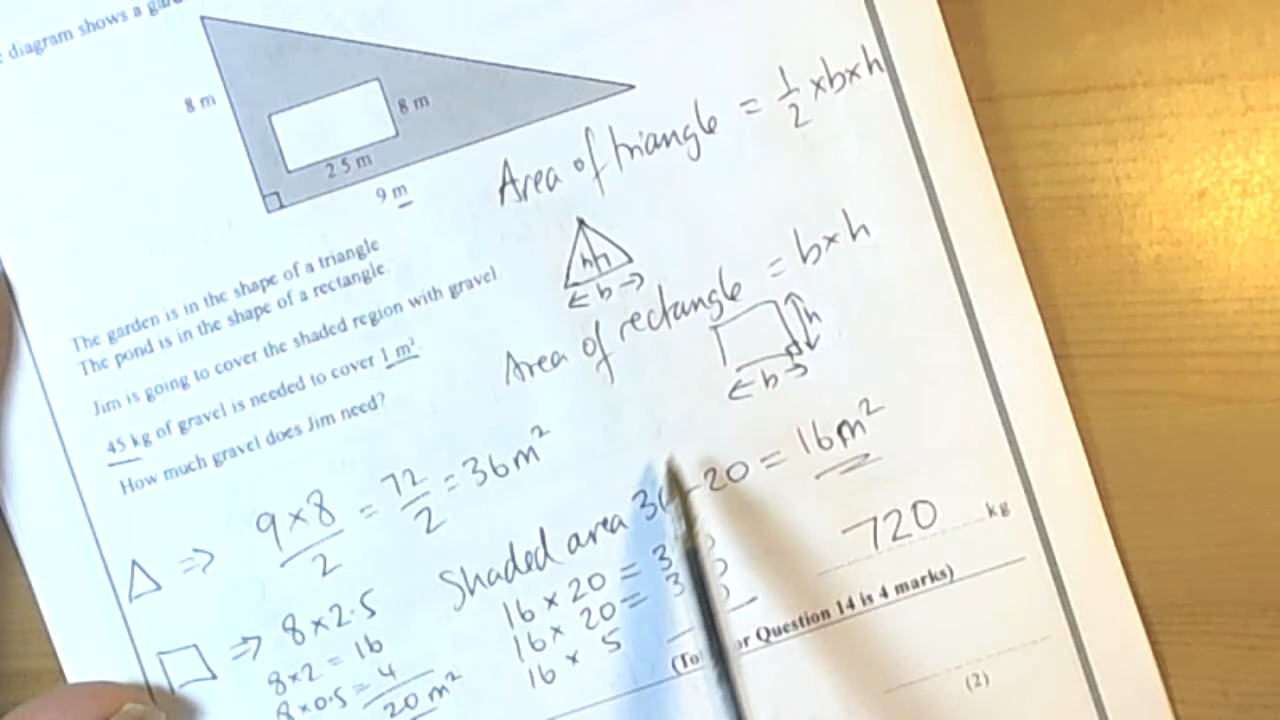 diagram shows a
8 m
8 m
2.5 m
9 m
Area of triangle = 1/2 × b × h
h
← b →
The garden is in the shape of a triangle
The pond is in the shape of a rectangle.
Jim is going to cover the shaded region with gravel
45 kg of gravel is needed to cover 1 m².
How much gravel does Jim need?
Area of rectangle = b × h
h
← b →
△ ⇒ 9 × 8 / 2 = 72 / 2 = 36 m²
□ ⇒ 8 × 2.5
8 × 2 = 16
8 × 0.5 = 4
20 m²
Shaded area 20 = 16 m²
16 × 20 =
16 × 20 =
16 × 5
720 kg
Question 14 is 4 marks)
(2)